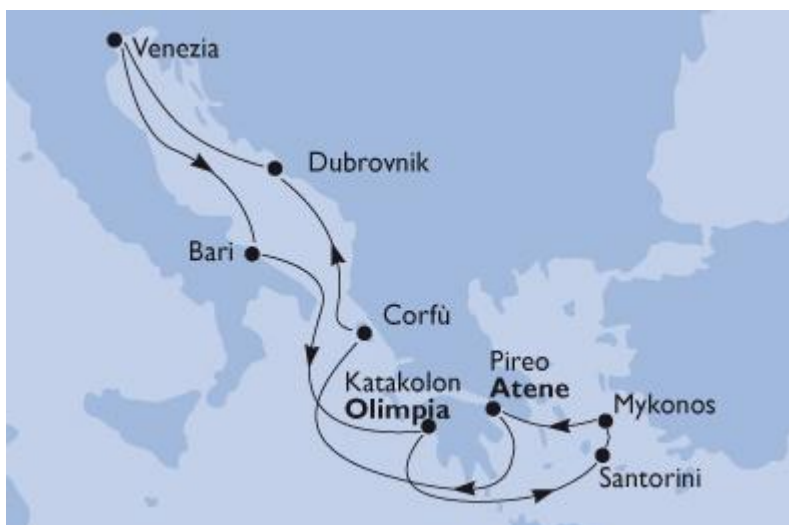 Venezia
Dubrovnik
Bari
Corfù
Pireo
Atene
Katakolon
Olimpia
Mykonos
Santorini